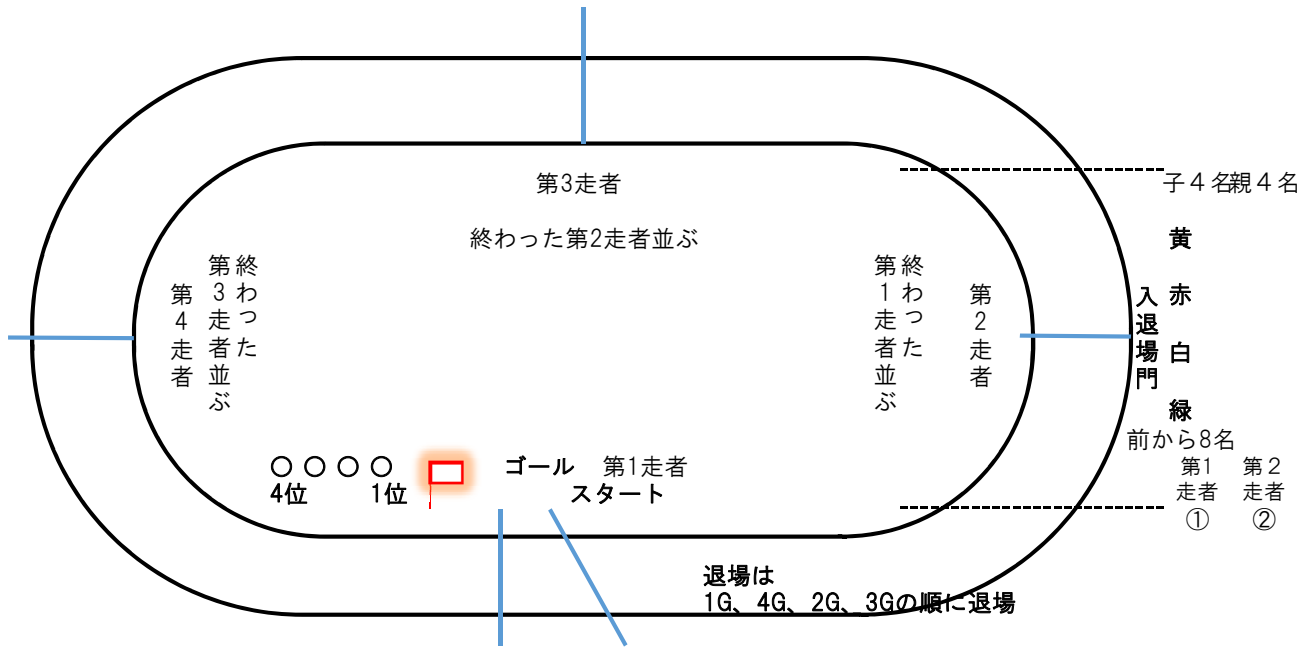 第3走者
終わった第2走者並ぶ
子４名親４名
第４走者
終わった
第３走者並ぶ
終わった
第１走者並ぶ
第２走者
入退場門
黄
赤
白
緑
前から8名
第1
走者
①
第２
走者
②
〇〇〇〇
4位
1位
ゴール
第1走者
スタート
退場は
1G、4G、2G、3Gの順に退場